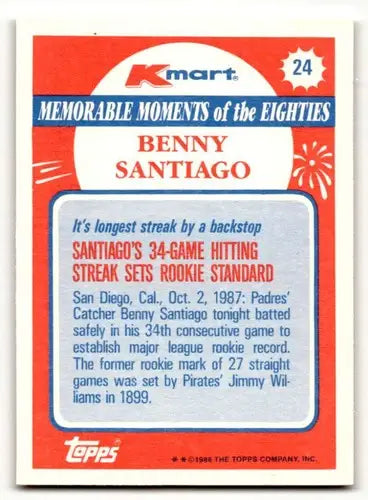 Kmart®
24
MEMORABLE MOMENTS of the EIGHTIES
BENNY
SANTIAGO
It's longest streak by a backstop
SANTIAGO'S 34-GAME HITTING
STREAK SETS ROOKIE STANDARD
San Diego, Cal., Oct. 2, 1987: Padres'
Catcher Benny Santiago tonight batted
safely in his 34th consecutive game to
establish major league rookie record.
The former rookie mark of 27 straight
games was set by Pirates' Jimmy Wil-
liams in 1899.
TOPPS
**©1988 THE TOPPS COMPANY, INC.